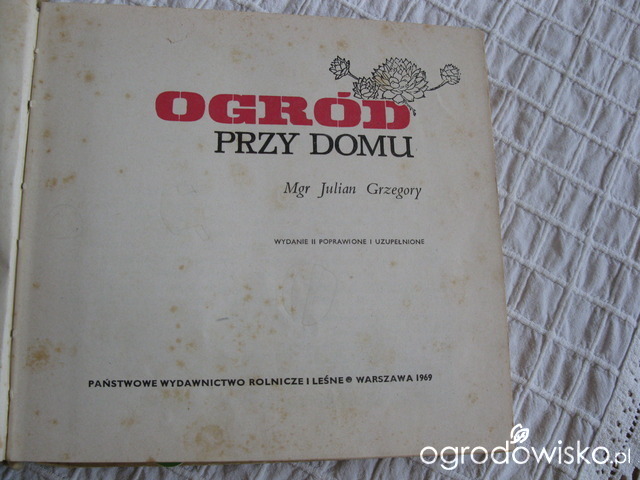 OGRÓD
PRZY DOMU
Mgr Julian Grzegory
WYDANIE II POPRAWIONE I UZUPEŁNIONE
PAŃSTWOWE WYDAWNICTWO ROLNICZE I LEŚNE ® WARSZAWA 1969
ogrodowisko.pl